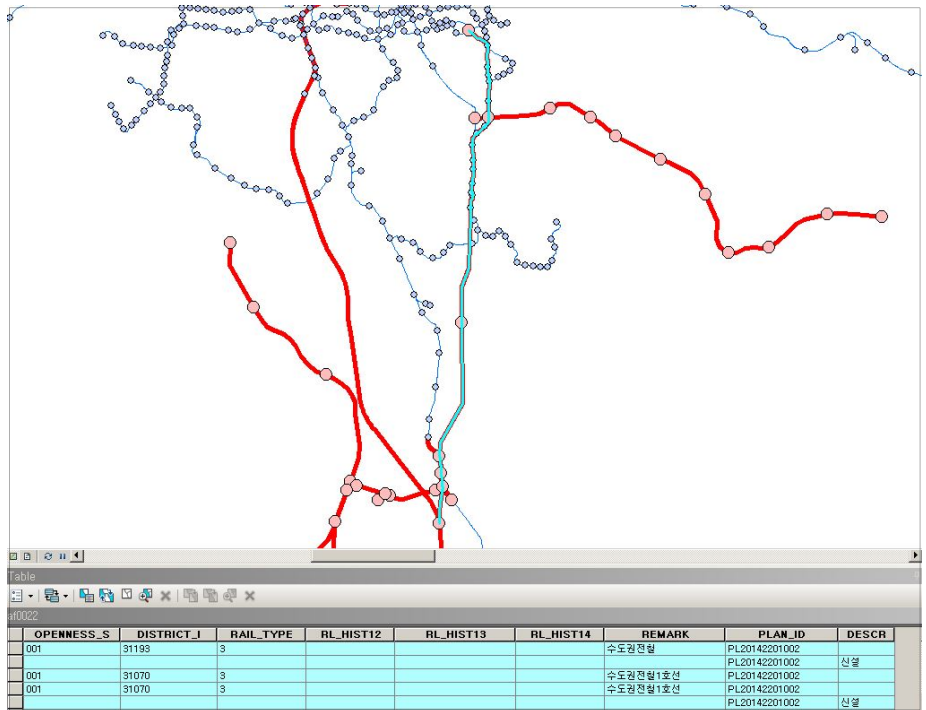 Table
af0022
OPENNESS_S DISTRICT_I RAIL_TYPE RL_HIST12 RL_HIST13 RL_HIST14 REMARK PLAN_ID DESCR
001 31193 3 수도권전철 PL20142201002
PL20142201002 신설
001 31070 3 수도권전철1호선 PL20142201002
001 31070 3 수도권전철1호선 PL20142201002
PL20142201002 신설